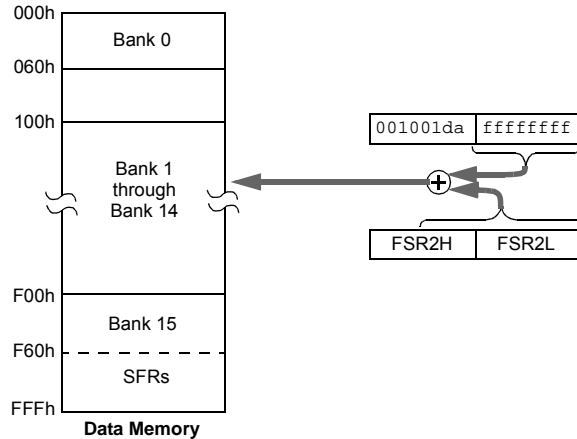 000h
Bank 0
060h
100h
001001da ffffffff
Bank 1
through
Bank 14
FSR2H FSR2L
F00h
Bank 15
F60h
SFRs
FFFh
Data Memory